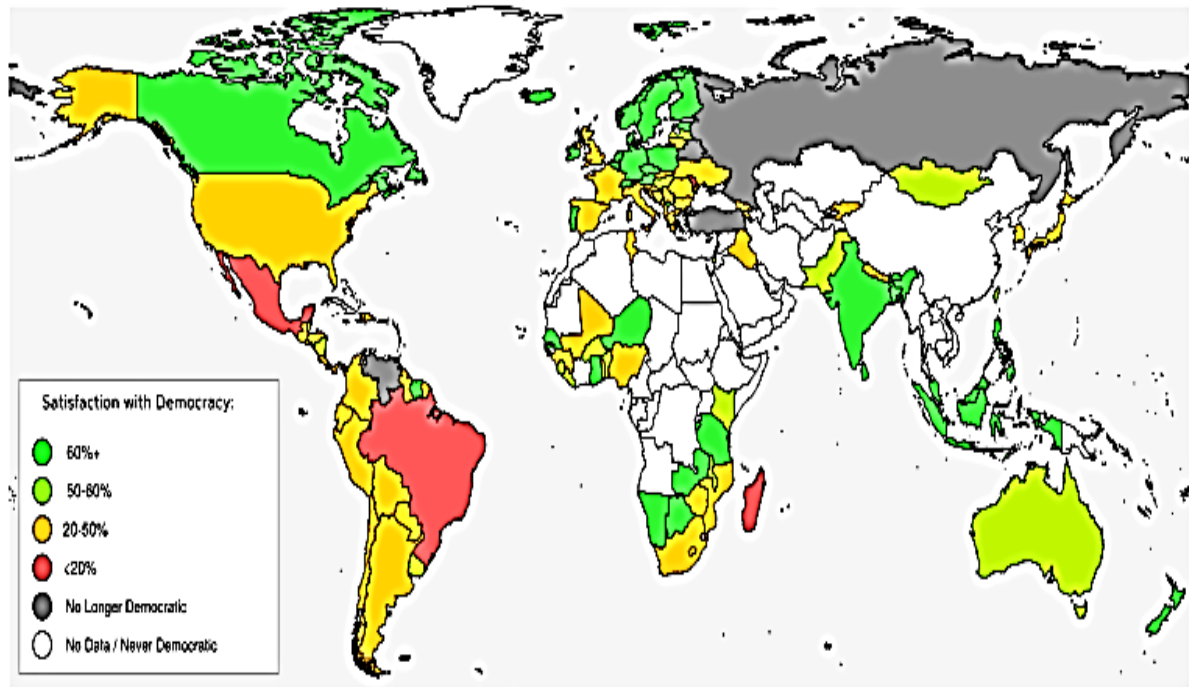 Satisfaction with Democracy:
60%+
50-60%
20-50%
<20%
No Longer Democratic
No Data / Never Democratic